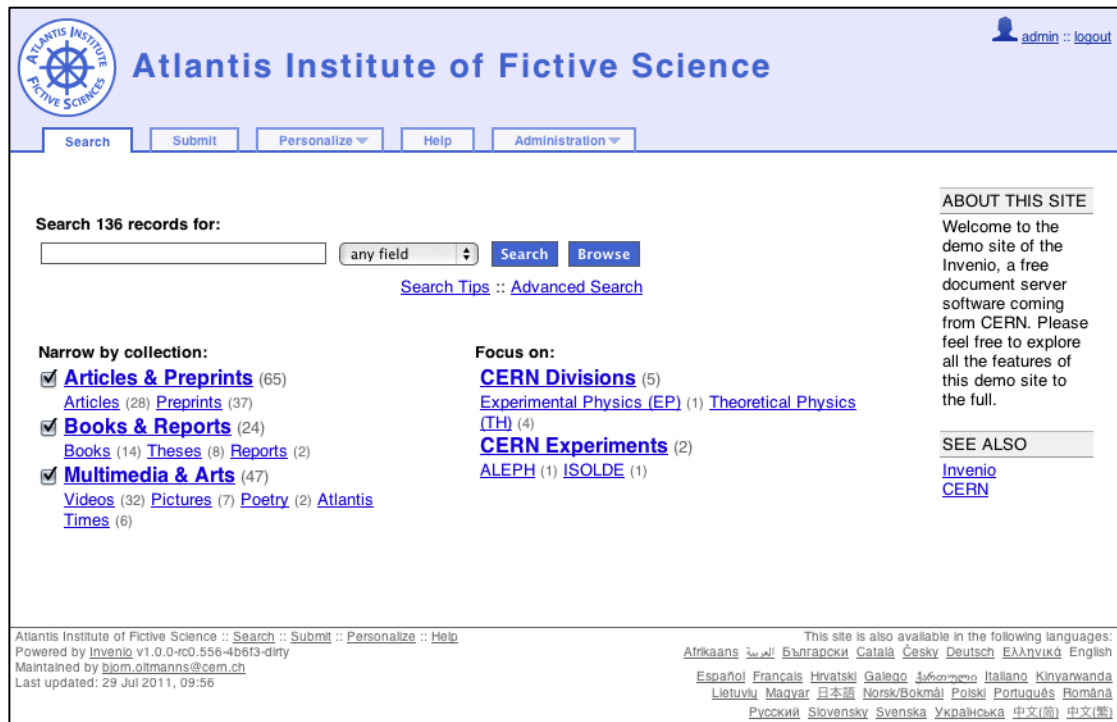 ATLANTIS INSTITUTE
OF FICTIVE SCIENCES
Atlantis Institute of Fictive Science
admin :: logout
Search
Submit
Personalize
Help
Administration
Search 136 records for:
any field
Search
Browse
Search Tips :: Advanced Search
Narrow by collection:
Articles & Preprints (65)
Articles (28) Preprints (37)
Books & Reports (24)
Books (14) Theses (8) Reports (2)
Multimedia & Arts (47)
Videos (32) Pictures (7) Poetry (2) Atlantis
Times (6)
Focus on:
CERN Divisions (5)
Experimental Physics (EP) (1) Theoretical Physics
(TH) (4)
CERN Experiments (2)
ALEPH (1) ISOLDE (1)
ABOUT THIS SITE
Welcome to the
demo site of the
Invenio, a free
document server
software coming
from CERN. Please
feel free to explore
all the features of
this demo site to
the full.
SEE ALSO
Invenio
CERN
Atlantis Institute of Fictive Science :: Search :: Submit :: Personalize :: Help
Powered by Invenio v1.0.0-rc0.556-4b6f3-dirty
Maintained by bjorn.oltmanns@cern.ch
Last updated: 29 Jul 2011, 09:56
This site is also available in the following languages:
Afrikaans العربية Български Català Česky Deutsch Ελληνικά English
Español Français Hrvatski Galego ქართული Italiano Kinyarwanda
Lietuvių Magyar 日本語 Norsk/Bokmål Polski Português Română
Русский Slovensky Svenska Українська 中文(简) 中文(繁)